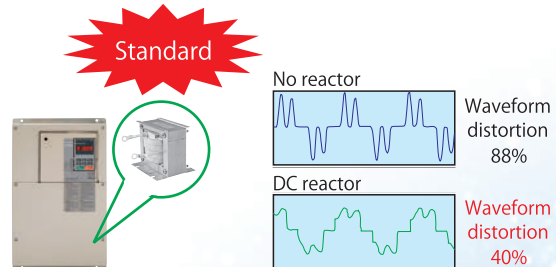 Standard
No reactor
Waveform
distortion
88%
DC reactor
Waveform
distortion
40%